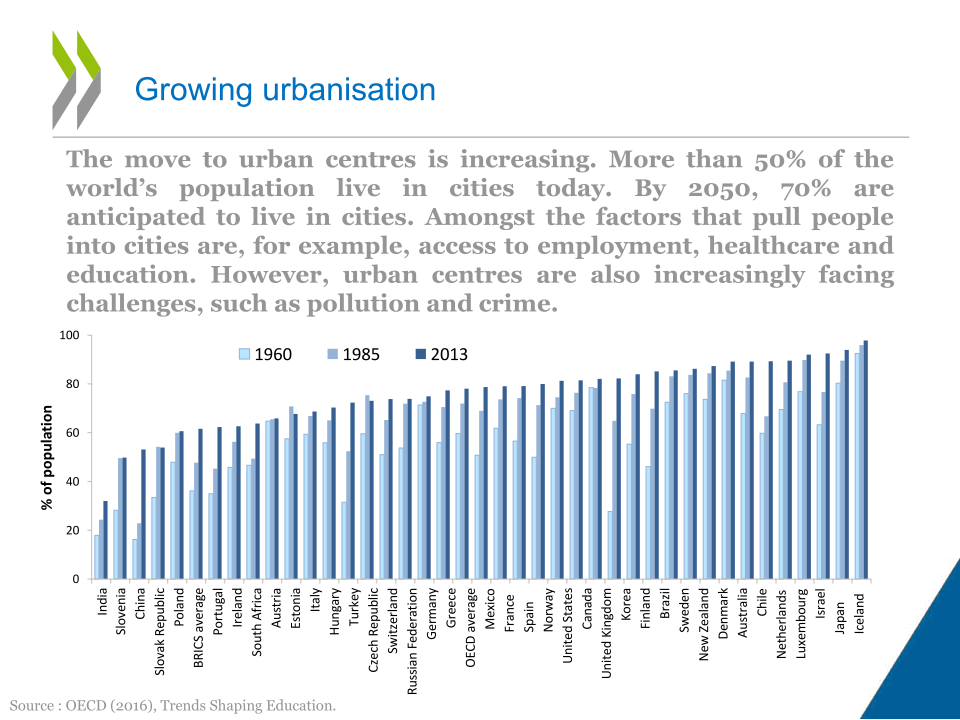 Growing urbanisation
The move to urban centres is increasing. More than 50% of the
world’s population live in cities today. By 2050, 70% are
anticipated to live in cities. Amongst the factors that pull people
into cities are, for example, access to employment, healthcare and
education. However, urban centres are also increasingly facing
challenges, such as pollution and crime.
100
80
60
40
20
0
% of population
1960 1985 2013
India
Slovenia
China
Slovak Republic
Poland
BRICS average
Portugal
Ireland
South Africa
Austria
Estonia
Italy
Hungary
Turkey
Czech Republic
Switzerland
Russian Federation
Germany
Greece
OECD average
Mexico
France
Spain
Norway
United States
Canada
United Kingdom
Korea
Finland
Brazil
Sweden
New Zealand
Denmark
Australia
Chile
Netherlands
Luxembourg
Israel
Japan
Iceland
Source : OECD (2016), Trends Shaping Education.